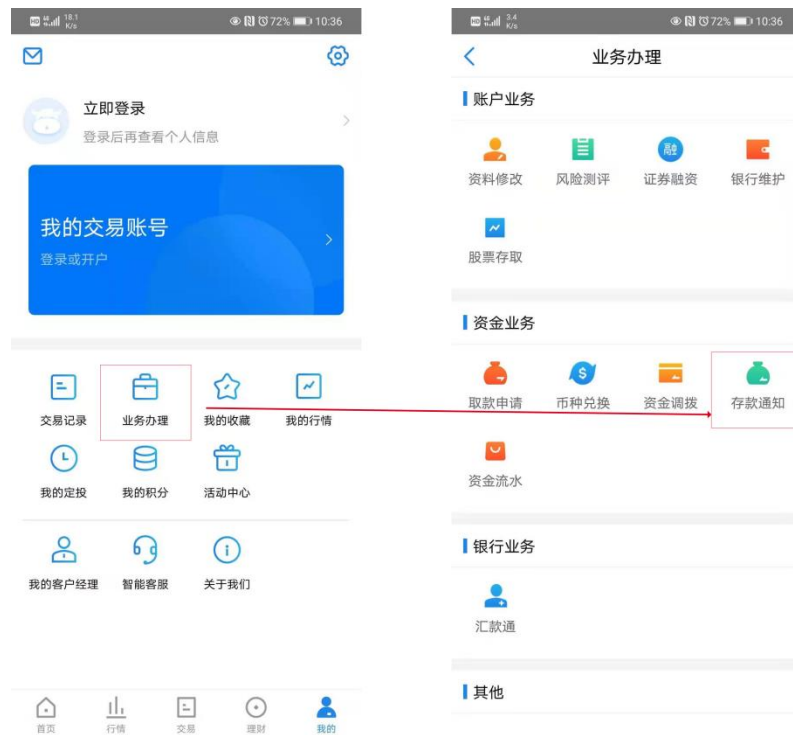 HD 4G 18.1 K/s 72% 10:36
立即登录
登录后再查看个人信息
我的交易账号
登录或开户
交易记录 业务办理 我的收藏 我的行情
我的定投 我的积分 活动中心
我的客户经理 智能客服 关于我们
首页 行情 交易 理财 我的
HD 4G 3.4 K/s 72% 10:36
业务办理
账户业务
融
资料修改 风险测评 证券融资 银行维护
股票存取
资金业务
$
取款申请 币种兑换 资金调拨 存款通知
资金流水
银行业务
汇款通
其他